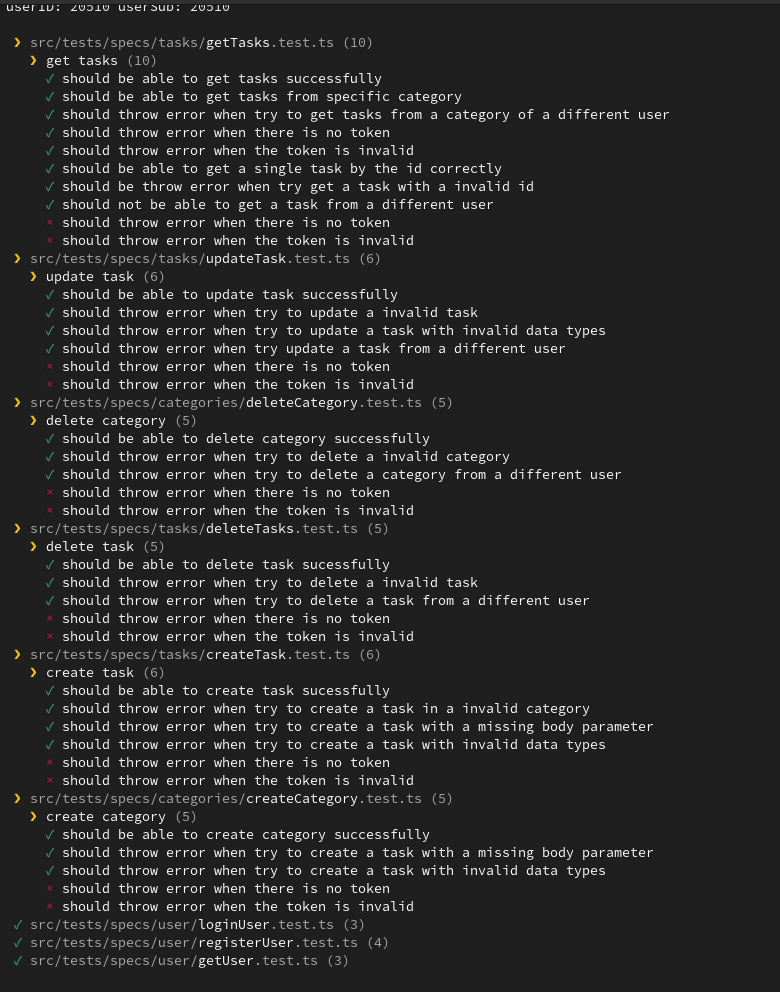 userID: 20510 userSub: 20510
❯ src/tests/specs/tasks/getTasks.test.ts (10)
❯ get tasks (10)
✓ should be able to get tasks successfully
✓ should be able to get tasks from specific category
✓ should throw error when try to get tasks from a category of a different user
✓ should throw error when there is no token
✓ should throw error when the token is invalid
✓ should be able to get a single task by the id correctly
✓ should be throw error when try get a task with a invalid id
✓ should not be able to get a task from a different user
× should throw error when there is no token
× should throw error when the token is invalid
❯ src/tests/specs/tasks/updateTask.test.ts (6)
❯ update task (6)
✓ should be able to update task successfully
✓ should throw error when try to update a invalid task
✓ should throw error when try to update a task with invalid data types
✓ should throw error when try update a task from a different user
× should throw error when there is no token
× should throw error when the token is invalid
❯ src/tests/specs/categories/deleteCategory.test.ts (5)
❯ delete category (5)
✓ should be able to delete category successfully
✓ should throw error when try to delete a invalid category
✓ should throw error when try to delete a category from a different user
× should throw error when there is no token
× should throw error when the token is invalid
❯ src/tests/specs/tasks/deleteTasks.test.ts (5)
❯ delete task (5)
✓ should be able to delete task sucessfully
✓ should throw error when try to delete a invalid task
✓ should throw error when try to delete a task from a different user
× should throw error when there is no token
× should throw error when the token is invalid
❯ src/tests/specs/tasks/createTask.test.ts (6)
❯ create task (6)
✓ should be able to create task sucessfully
✓ should throw error when try to create a task in a invalid category
✓ should throw error when try to create a task with a missing body parameter
✓ should throw error when try to create a task with invalid data types
× should throw error when there is no token
× should throw error when the token is invalid
❯ src/tests/specs/categories/createCategory.test.ts (5)
❯ create category (5)
✓ should be able to create category successfully
✓ should throw error when try to create a task with a missing body parameter
✓ should throw error when try to create a task with invalid data types
× should throw error when there is no token
× should throw error when the token is invalid
✓ src/tests/specs/user/loginUser.test.ts (3)
✓ src/tests/specs/user/registerUser.test.ts (4)
✓ src/tests/specs/user/getUser.test.ts (3)